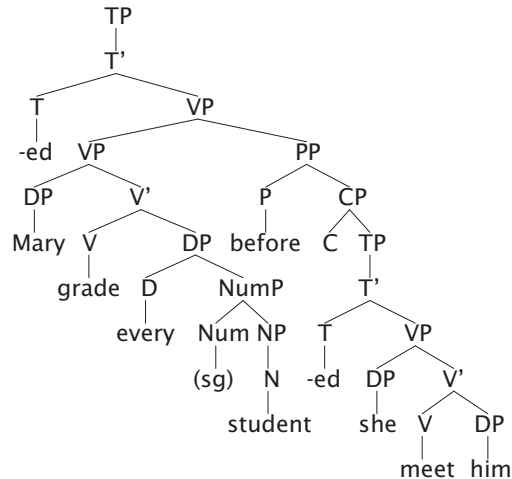 TP
T'
T VP
-ed VP PP
DP V' P CP
Mary V DP before C TP
grade D NumP T'
every Num NP T VP
(sg) N -ed DP V'
student she V DP
meet him